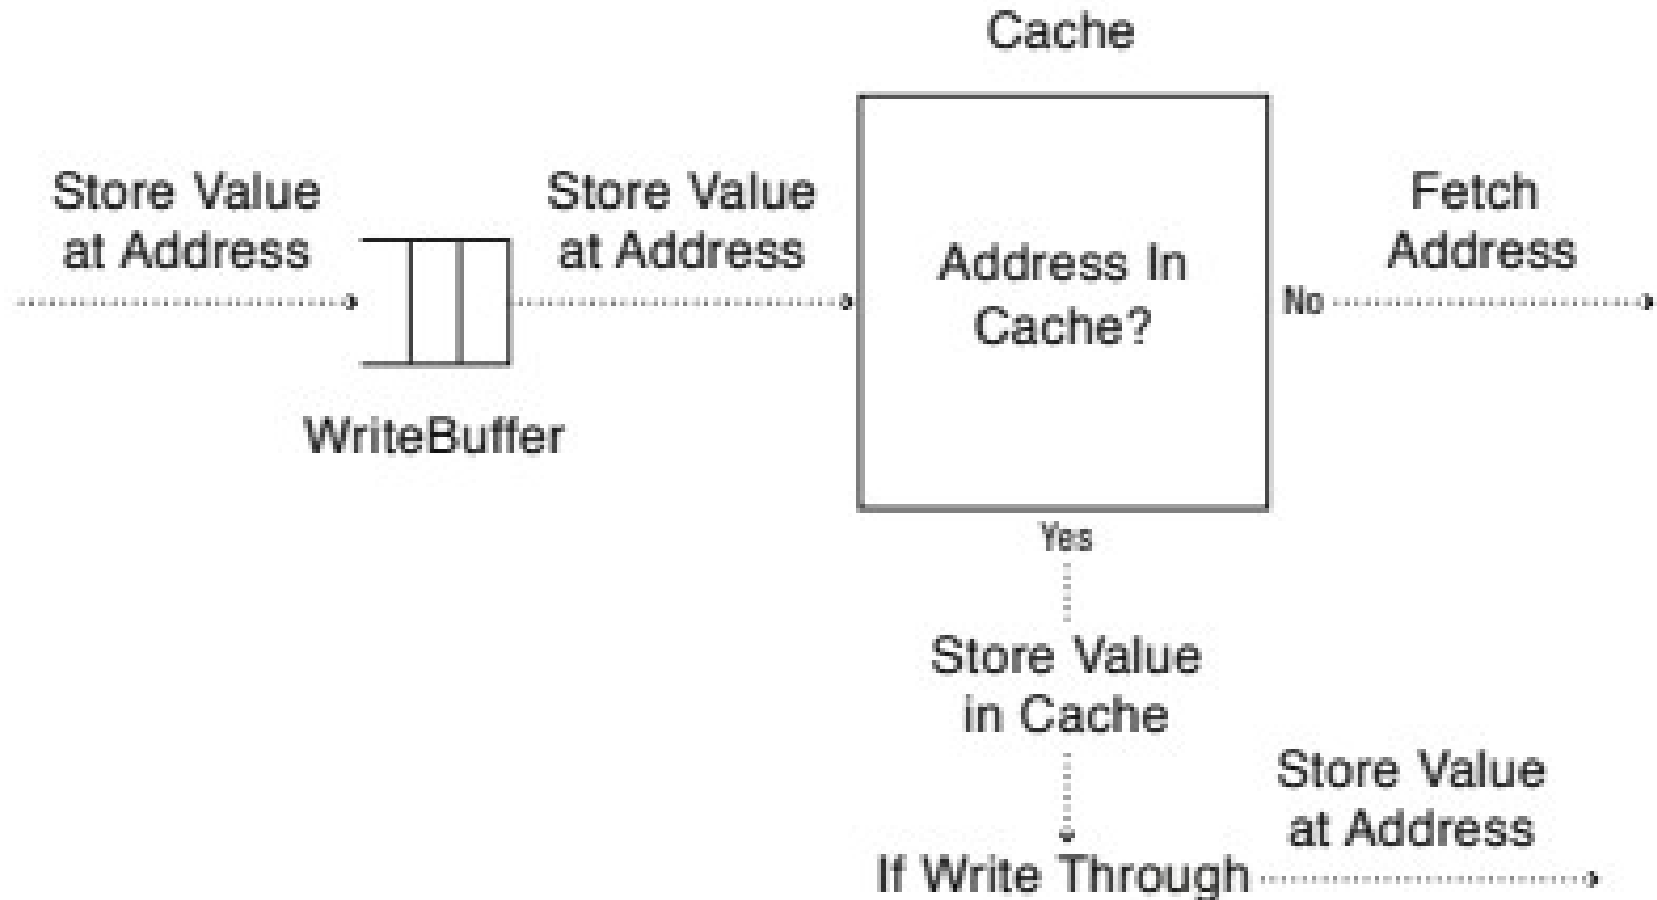 Cache
Store Value
at Address
Store Value
at Address
Address In
Cache?
No
Fetch
Address
WriteBuffer
Yes
Store Value
in Cache
Store Value
at Address
If Write Through